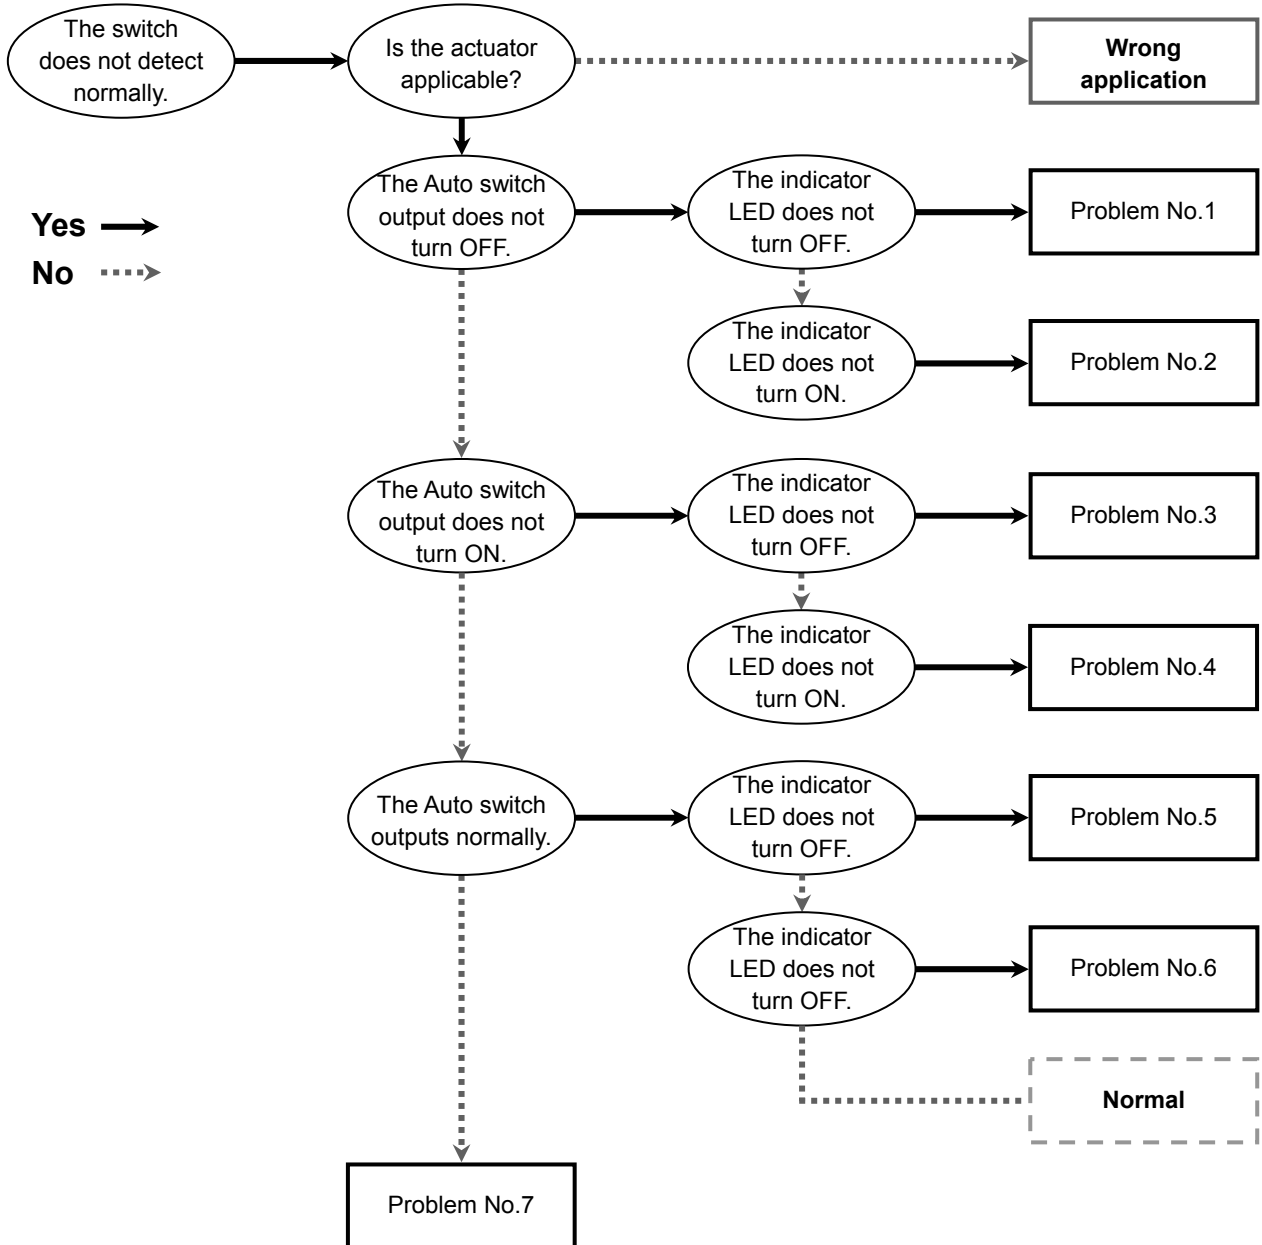 The switch
does not detect
normally.
Is the actuator
applicable?
Wrong
application
Yes
No
The Auto switch
output does not
turn OFF.
The indicator
LED does not
turn OFF.
Problem No.1
The indicator
LED does not
turn ON.
Problem No.2
The Auto switch
output does not
turn ON.
The indicator
LED does not
turn OFF.
Problem No.3
The indicator
LED does not
turn ON.
Problem No.4
The Auto switch
outputs normally.
The indicator
LED does not
turn OFF.
Problem No.5
The indicator
LED does not
turn OFF.
Problem No.6
Normal
Problem No.7